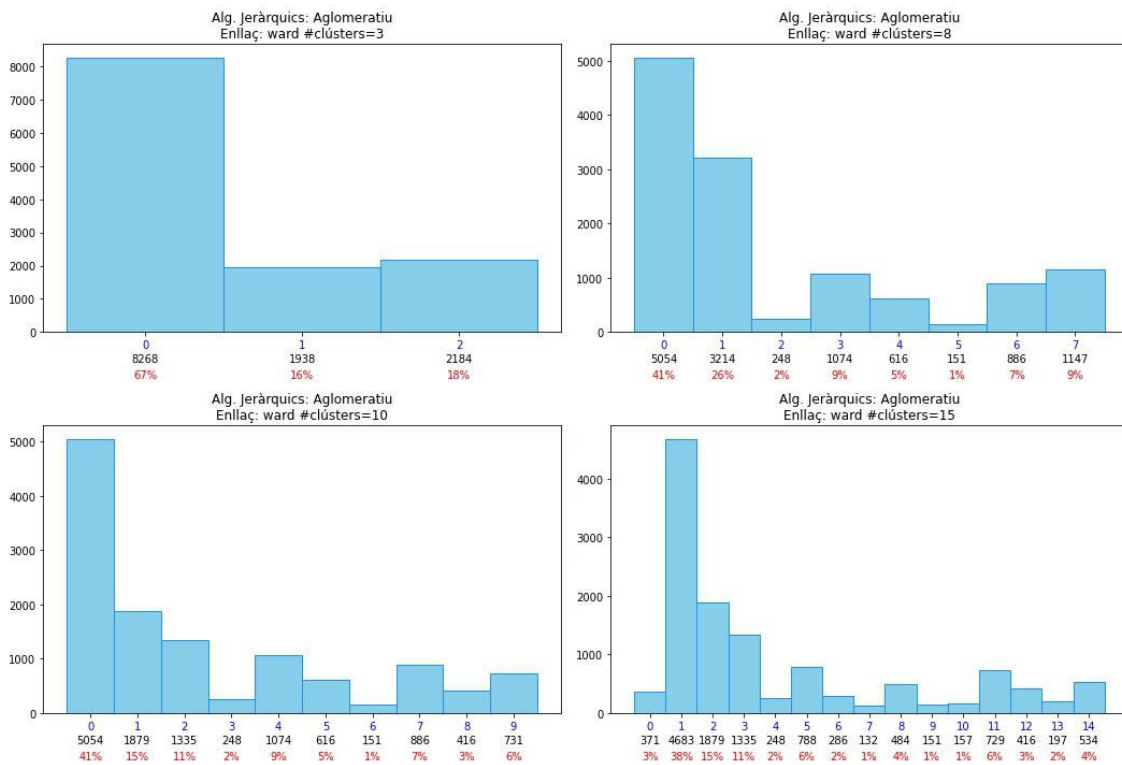 Alg. Jeràrquics: Aglomeratiu
Enllaç: ward #clústers=3
8000
7000
6000
5000
4000
3000
2000
1000
0
0 1 2
8268 1938 2184
67% 16% 18%
Alg. Jeràrquics: Aglomeratiu
Enllaç: ward #clústers=8
5000
4000
3000
2000
1000
0
0 1 2 3 4 5 6 7
5054 3214 248 1074 616 151 886 1147
41% 26% 2% 9% 5% 1% 7% 9%
Alg. Jeràrquics: Aglomeratiu
Enllaç: ward #clústers=10
5000
4000
3000
2000
1000
0
0 1 2 3 4 5 6 7 8 9
5054 1879 1335 248 1074 616 151 886 416 731
41% 15% 11% 2% 9% 5% 1% 7% 3% 6%
Alg. Jeràrquics: Aglomeratiu
Enllaç: ward #clústers=15
4000
3000
2000
1000
0
0 1 2 3 4 5 6 7 8 9 10 11 12 13 14
371 4683 1879 1335 248 788 286 132 484 151 157 729 416 197 534
3% 38% 15% 11% 2% 6% 2% 1% 4% 1% 1% 6% 3% 2% 4%